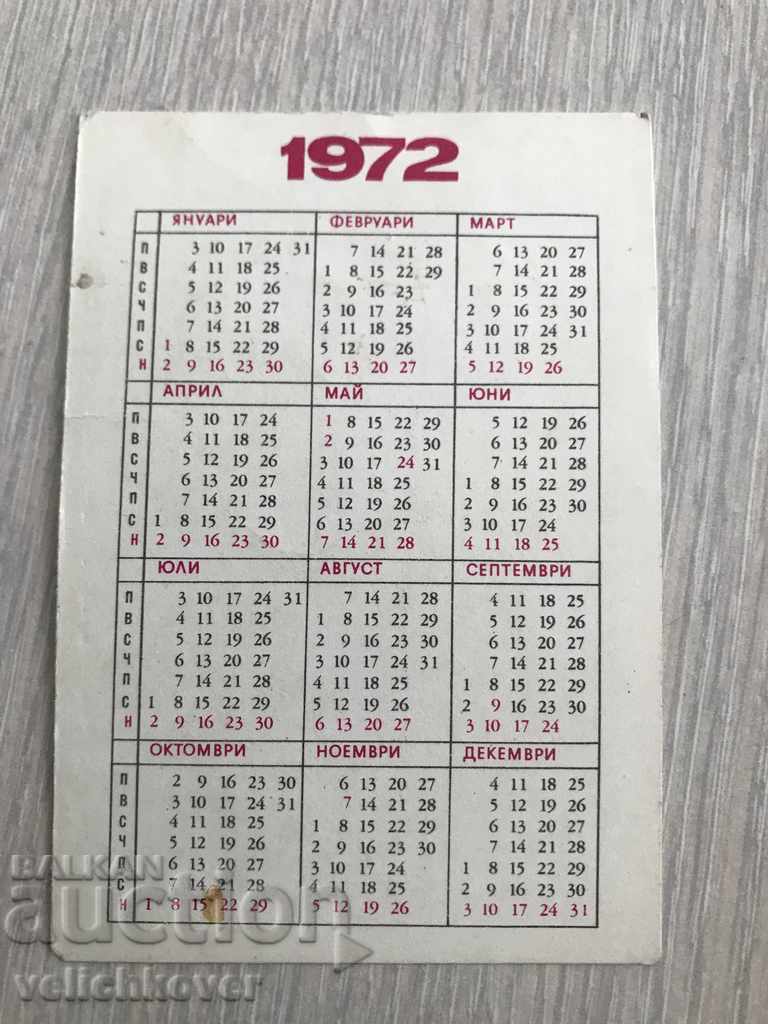 1972
ЯНУАРИ ФЕВРУАРИ МАРТ
П 3 10 17 24 31 7 14 21 28 6 13 20 27
В 4 11 18 25 1 8 15 22 29 7 14 21 28
С 5 12 19 26 2 9 16 23 1 8 15 22 29
Ч 6 13 20 27 3 10 17 24 2 9 16 23 30
П 7 14 21 28 4 11 18 25 3 10 17 24 31
С 1 8 15 22 29 5 12 19 26 4 11 18 25
Н 2 9 16 23 30 6 13 20 27 5 12 19 26
АПРИЛ МАЙ ЮНИ
П 3 10 17 24 1 8 15 22 29 5 12 19 26
В 4 11 18 25 2 9 16 23 30 6 13 20 27
С 5 12 19 26 3 10 17 24 31 7 14 21 28
Ч 6 13 20 27 4 11 18 25 1 8 15 22 29
П 7 14 21 28 5 12 19 26 2 9 16 23 30
С 1 8 15 22 29 6 13 20 27 3 10 17 24
Н 2 9 16 23 30 7 14 21 28 4 11 18 25
ЮЛИ АВГУСТ СЕПТЕМВРИ
П 3 10 17 24 31 7 14 21 28 4 11 18 25
В 4 11 18 25 1 8 15 22 29 5 12 19 26
С 5 12 19 26 2 9 16 23 30 6 13 20 27
Ч 6 13 20 27 3 10 17 24 31 7 14 21 28
П 7 14 21 28 4 11 18 25 1 8 15 22 29
С 1 8 15 22 29 5 12 19 26 2 9 16 23 30
Н 2 9 16 23 30 6 13 20 27 3 10 17 24
ОКТОМВРИ НОЕМВРИ ДЕКЕМВРИ
П 2 9 16 23 30 6 13 20 27 4 11 18 25
В 3 10 17 24 31 7 14 21 28 5 12 19 26
С 4 11 18 25 1 8 15 22 29 6 13 20 27
Ч 5 12 19 26 2 9 16 23 30 7 14 21 28
П 6 13 20 27 3 10 17 24 1 8 15 22 29
С 7 14 21 28 4 11 18 25 2 9 16 23 30
Н 1 8 15 22 29 5 12 19 26 3 10 17 24 31
BALKAN
auction
velichkover